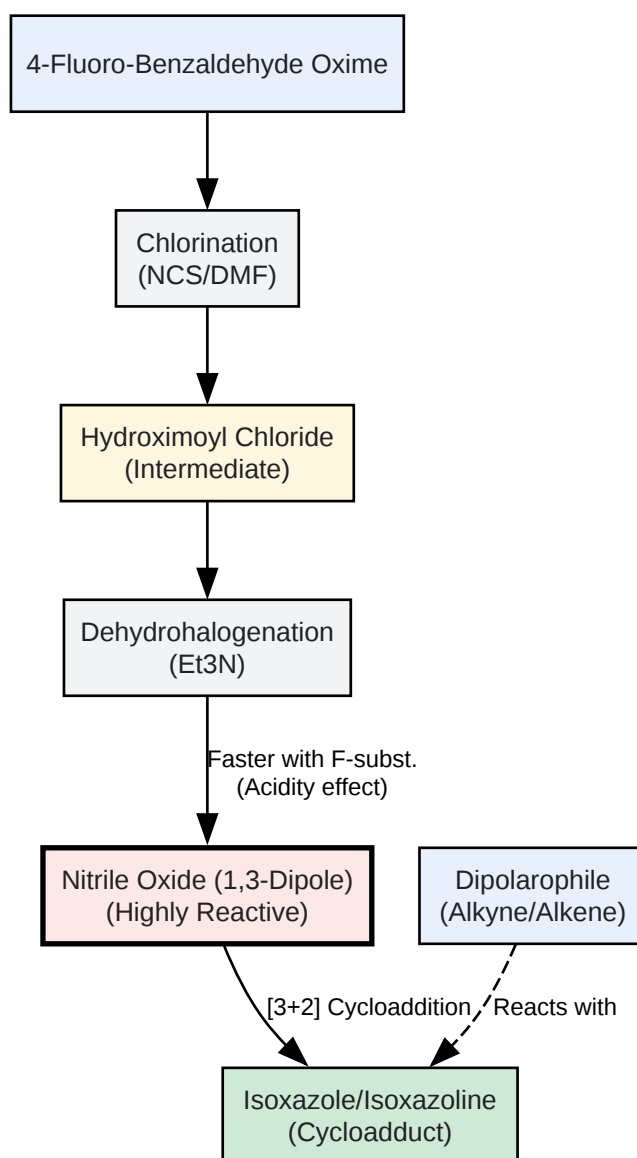 4-Fluoro-Benzaldehyde Oxime
Chlorination
(NCS/DMF)
Hydroximoyl Chloride
(Intermediate)
Dehydrohalogenation
(Et3N)
Faster with F-subst.
(Acidity effect)
Nitrile Oxide (1,3-Dipole)
(Highly Reactive)
Dipolarophile
(Alkyne/Alkene)
[3+2] Cycloaddition
Reacts with
Isoxazole/Isoxazoline
(Cycloadduct)